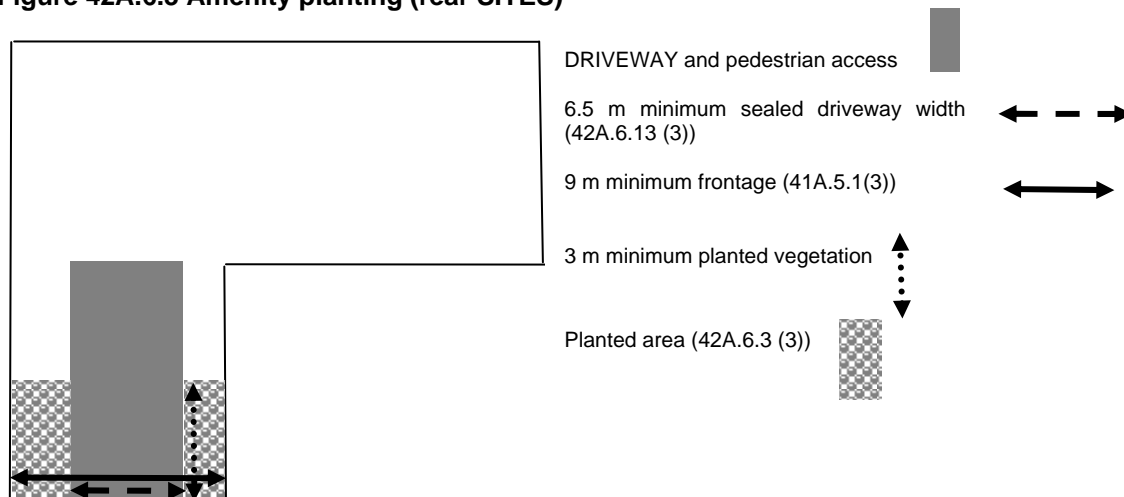 Figure 42A.6.3 Amenity planting (rear SITES)
DRIVEWAY and pedestrian access
6.5 m minimum sealed driveway width
(42A.6.13 (3))
9 m minimum frontage (41A.5.1(3))
3 m minimum planted vegetation
Planted area (42A.6.3 (3))